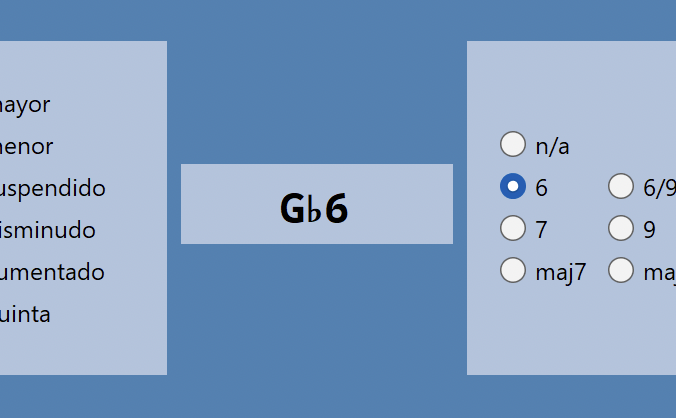 ayor
enor
uspendido
isminudo
umentado
uinta
G♭6
n/a
6 6/9
7 9
maj7 maj